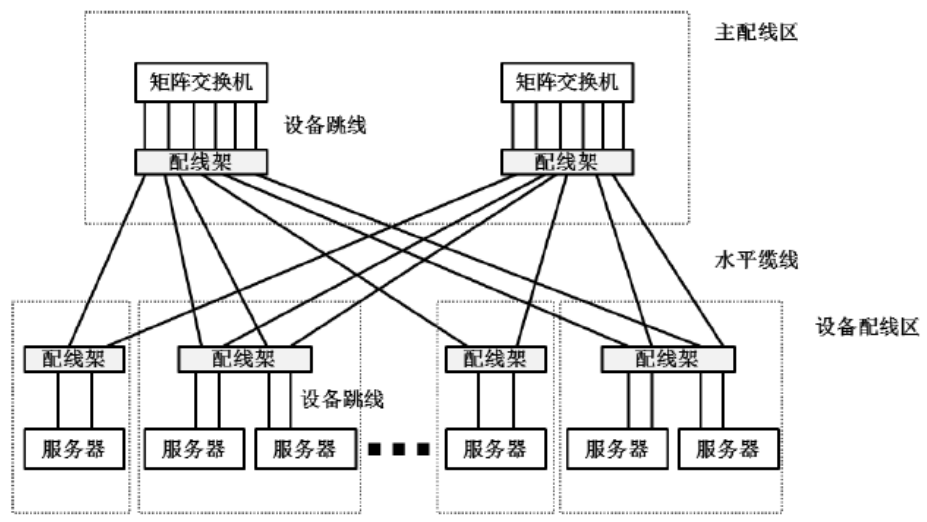 主配线区
矩阵交换机
矩阵交换机
设备跳线
配线架
配线架
水平缆线
设备配线区
配线架
配线架
配线架
配线架
设备跳线
服务器
服务器
服务器
服务器
服务器
服务器